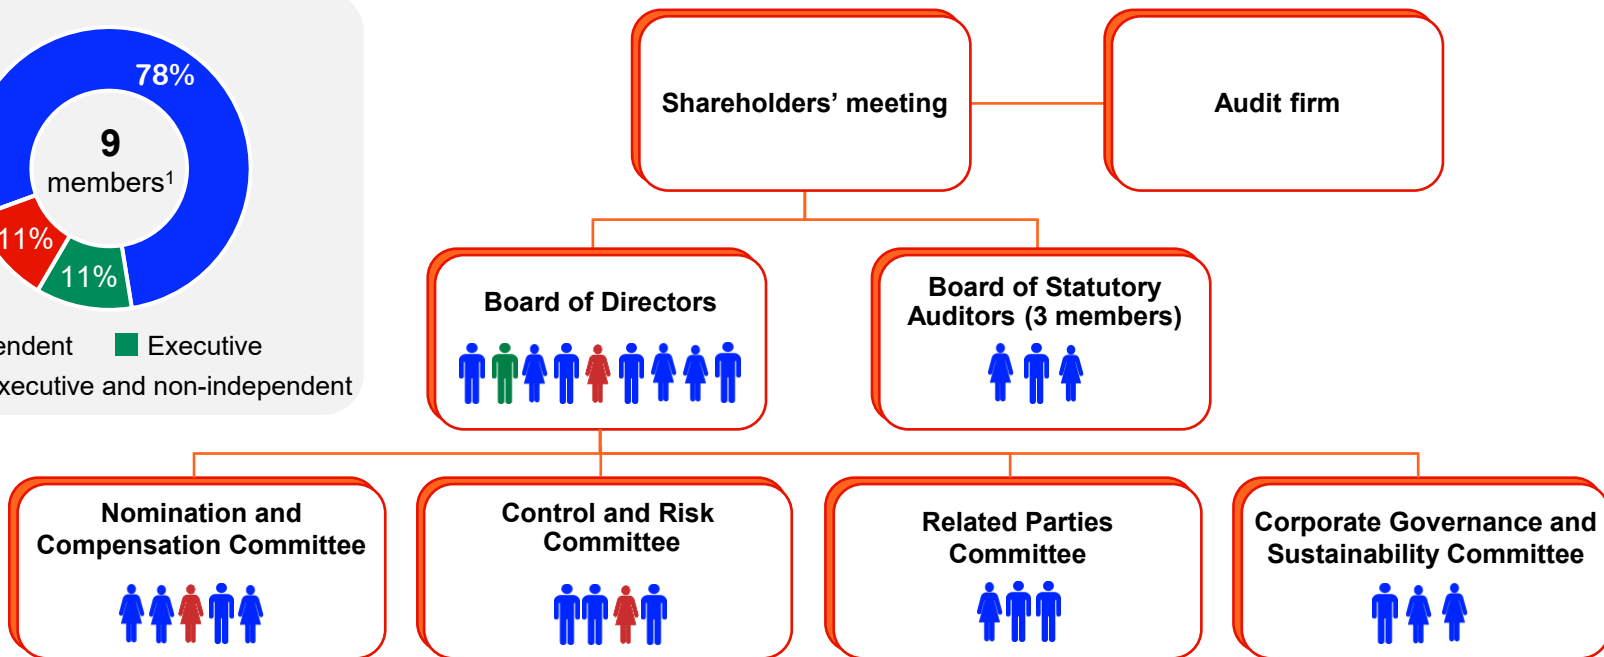 78%
9
members¹
11%
11%
Executive
and non-independent
Shareholders’ meeting
Audit firm
Board of Directors
Board of Statutory
Auditors (3 members)
Nomination and
Compensation Committee
Control and Risk
Committee
Related Parties
Committee
Corporate Governance and
Sustainability Committee